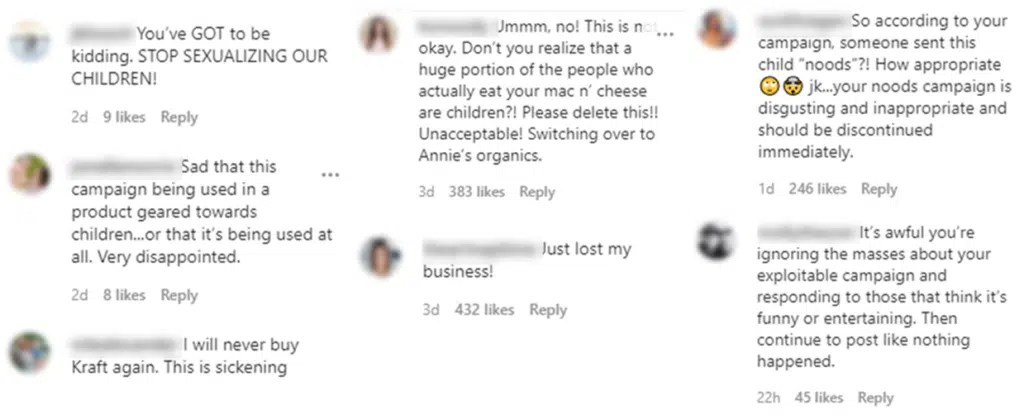 You've GOT to be
kidding. STOP SEXUALIZING OUR
CHILDREN!
2d 9 likes Reply
Sad that this
campaign being used in a
product geared towards
children...or that it's being used at
all. Very disappointed.
2d 8 likes Reply
I will never buy
Kraft again. This is sickening
Ummm, no! This is not
okay. Don't you realize that a
huge portion of the people who
actually eat your mac n' cheese
are children?! Please delete this!!
Unacceptable! Switching over to
Annie's organics.
3d 383 likes Reply
Just lost my
business!
3d 432 likes Reply
So according to your
campaign, someone sent this
child "noods"?! How appropriate
🙄🤯 jk...your noods campaign is
disgusting and inappropriate and
should be discontinued
immediately.
1d 246 likes Reply
It's awful you're
ignoring the masses about your
exploitable campaign and
responding to those that think it's
funny or entertaining. Then
continue to post like nothing
happened.
22h 45 likes Reply